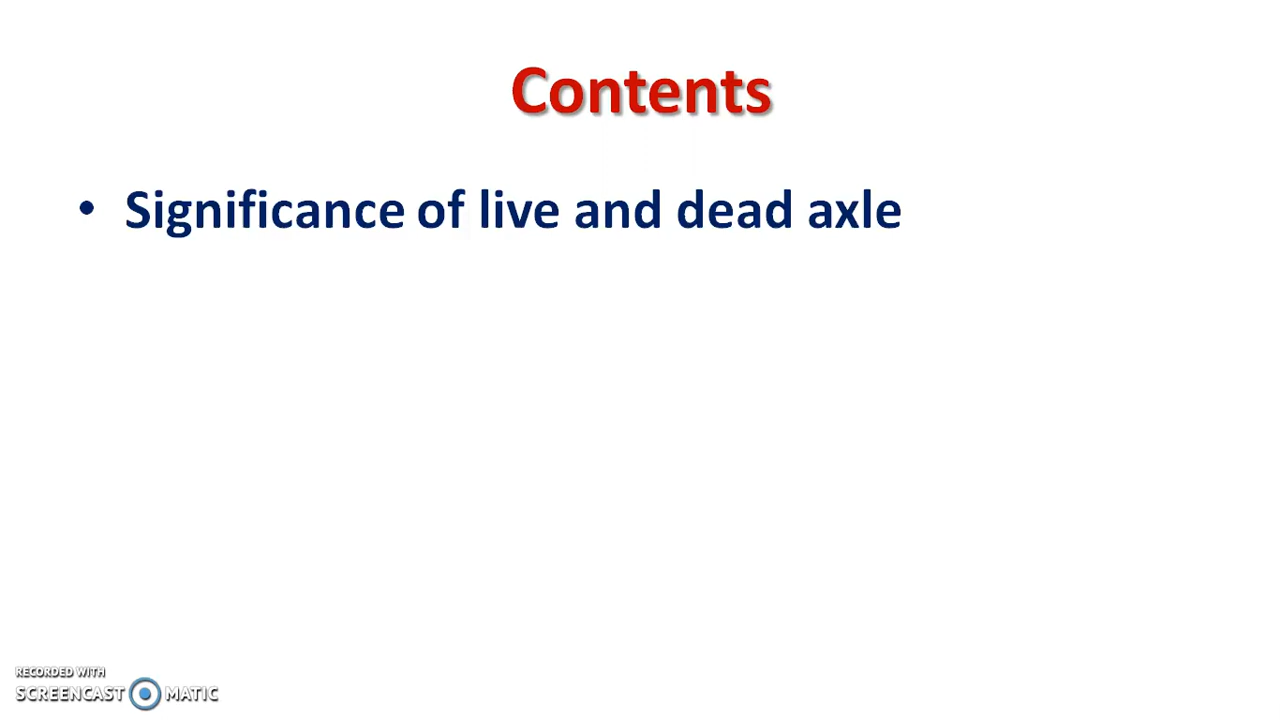 Contents
• Significance of live and dead axle
RECORDED WITH
SCREENCAST MATIC